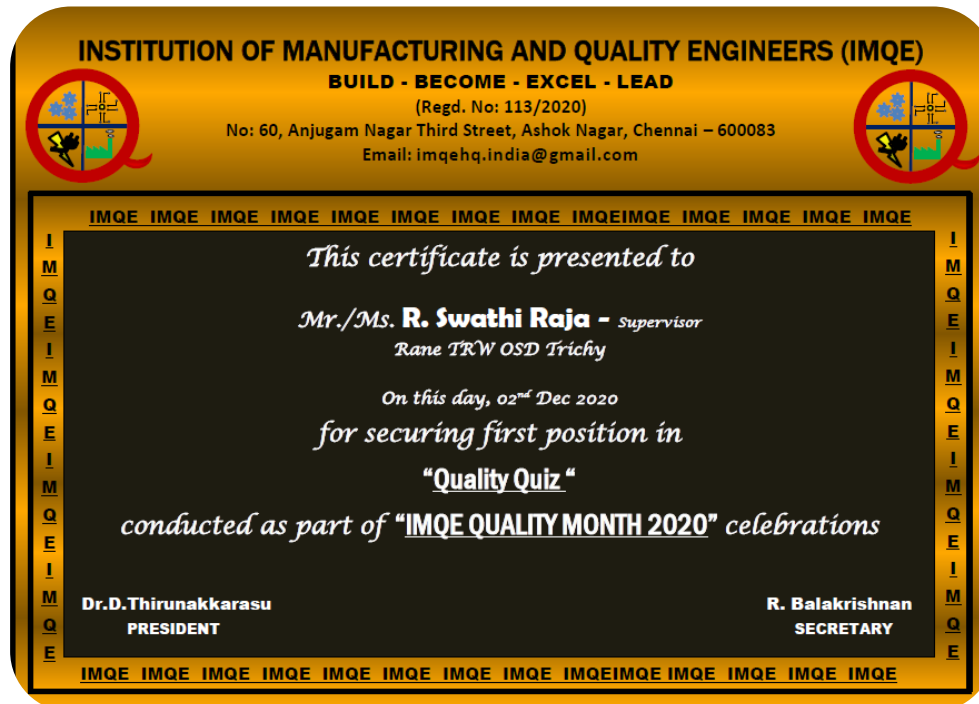 INSTITUTION OF MANUFACTURING AND QUALITY ENGINEERS (IMQE)
BUILD - BECOME - EXCEL - LEAD
(Regd. No: 113/2020)
No: 60, Anjugam Nagar Third Street, Ashok Nagar, Chennai – 600083
Email: imqehq.india@gmail.com
IMQE IMQE IMQE IMQE IMQE IMQE IMQE IMQE IMQEIMQE IMQE IMQE IMQE IMQE
I
M
Q
E
I
M
Q
E
I
M
Q
E
I
M
Q
E
This certificate is presented to
Mr./Ms. R. Swathi Raja – Supervisor
Rane TRW OSD Trichy
On this day, 02nd Dec 2020
for securing first position in
“Quality Quiz “
conducted as part of “IMQE QUALITY MONTH 2020” celebrations
Dr.D.Thirunakkarasu
PRESIDENT
R. Balakrishnan
SECRETARY
I
M
Q
E
I
M
Q
E
I
M
Q
E
I
M
Q
E
IMQE IMQE IMQE IMQE IMQE IMQE IMQE IMQE IMQEIMQE IMQE IMQE IMQE IMQE